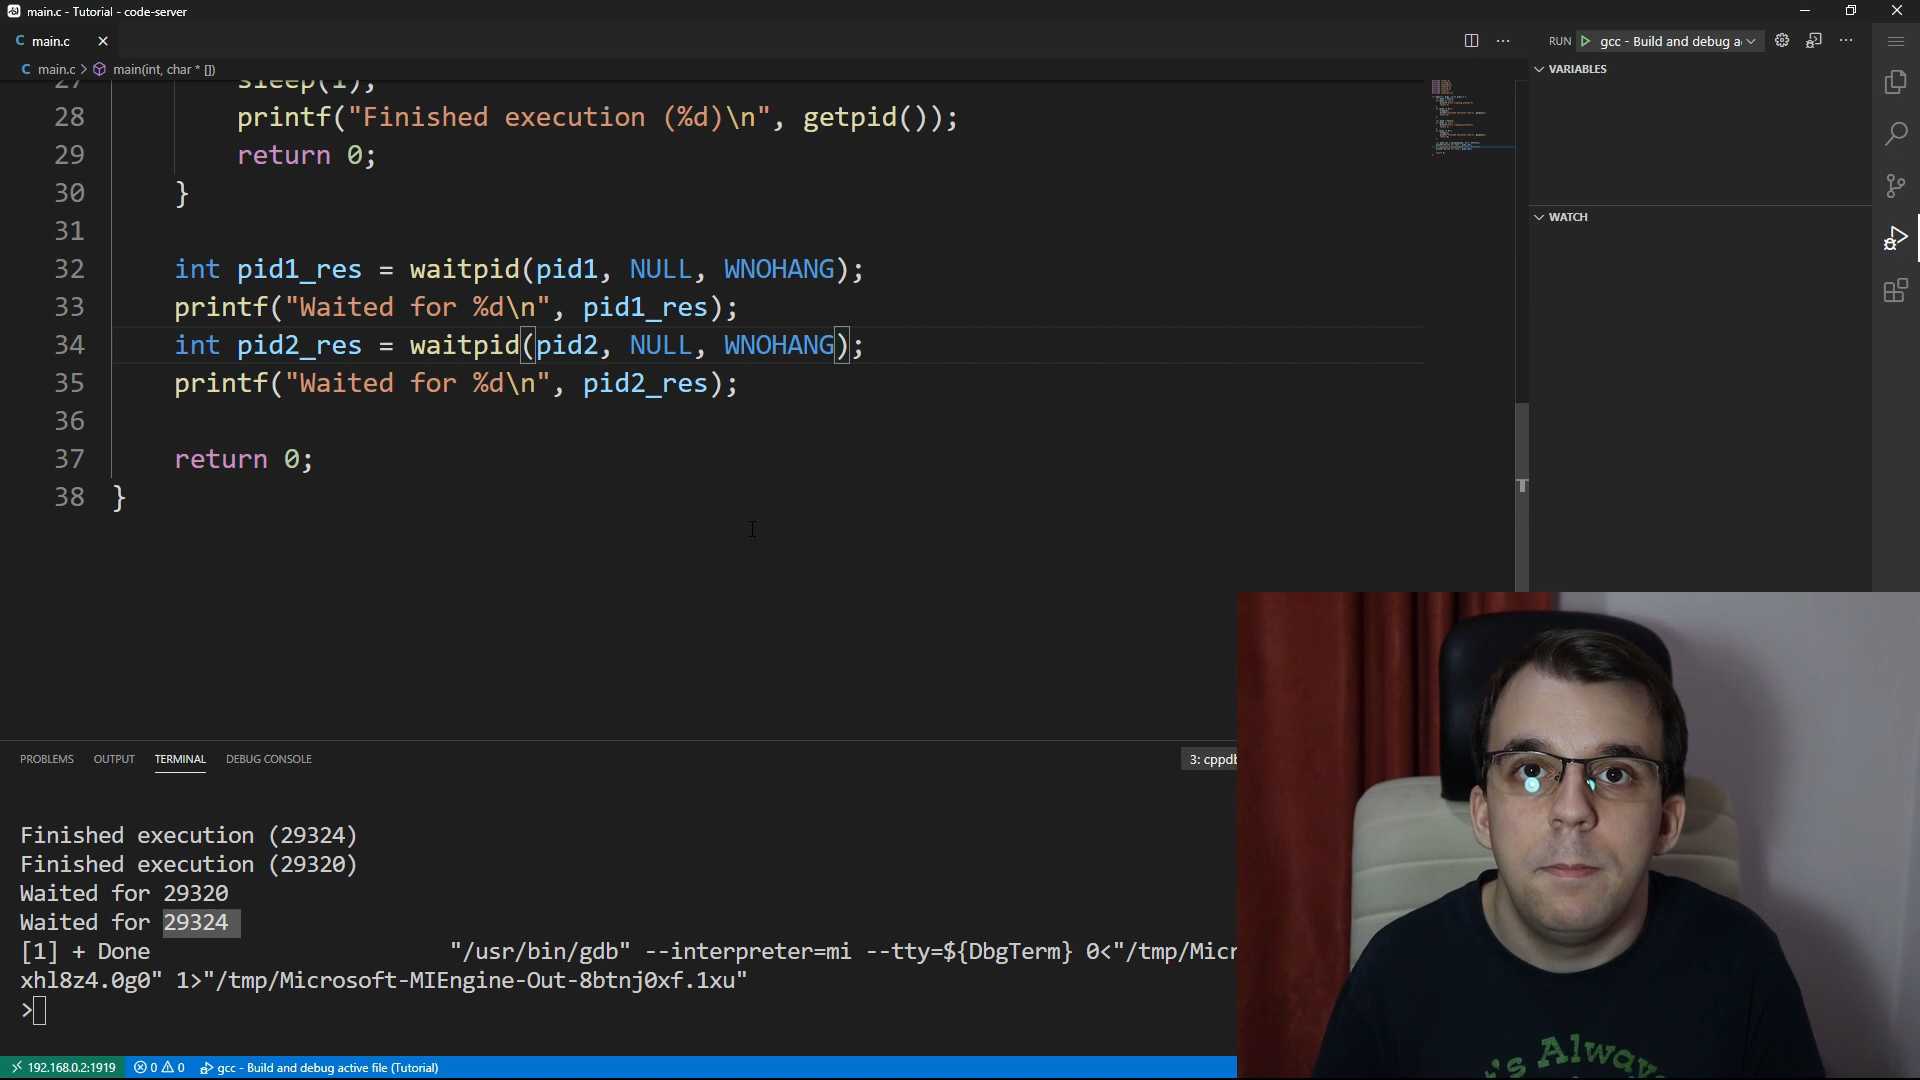 main.c - Tutorial - code-server
C main.c
RUN gcc - Build and debug a
C main.c > main(int, char * [])
VARIABLES
WATCH
27 sleep(1);
28 printf("Finished execution (%d)\n", getpid());
29 return 0;
30 }
31
32 int pid1_res = waitpid(pid1, NULL, WNOHANG);
33 printf("Waited for %d\n", pid1_res);
34 int pid2_res = waitpid(pid2, NULL, WNOHANG);
35 printf("Waited for %d\n", pid2_res);
36
37 return 0;
38 }
PROBLEMS OUTPUT TERMINAL DEBUG CONSOLE
3: cppdb
Finished execution (29324)
Finished execution (29320)
Waited for 29320
Waited for 29324
[1] + Done "/usr/bin/gdb" --interpreter=mi --tty=${DbgTerm} 0<"/tmp/Micr
xhl8z4.0g0" 1>"/tmp/Microsoft-MIEngine-Out-8btnj0xf.1xu"
>
192.168.0.2:1919 0 0 gcc - Build and debug active file (Tutorial)
's Always